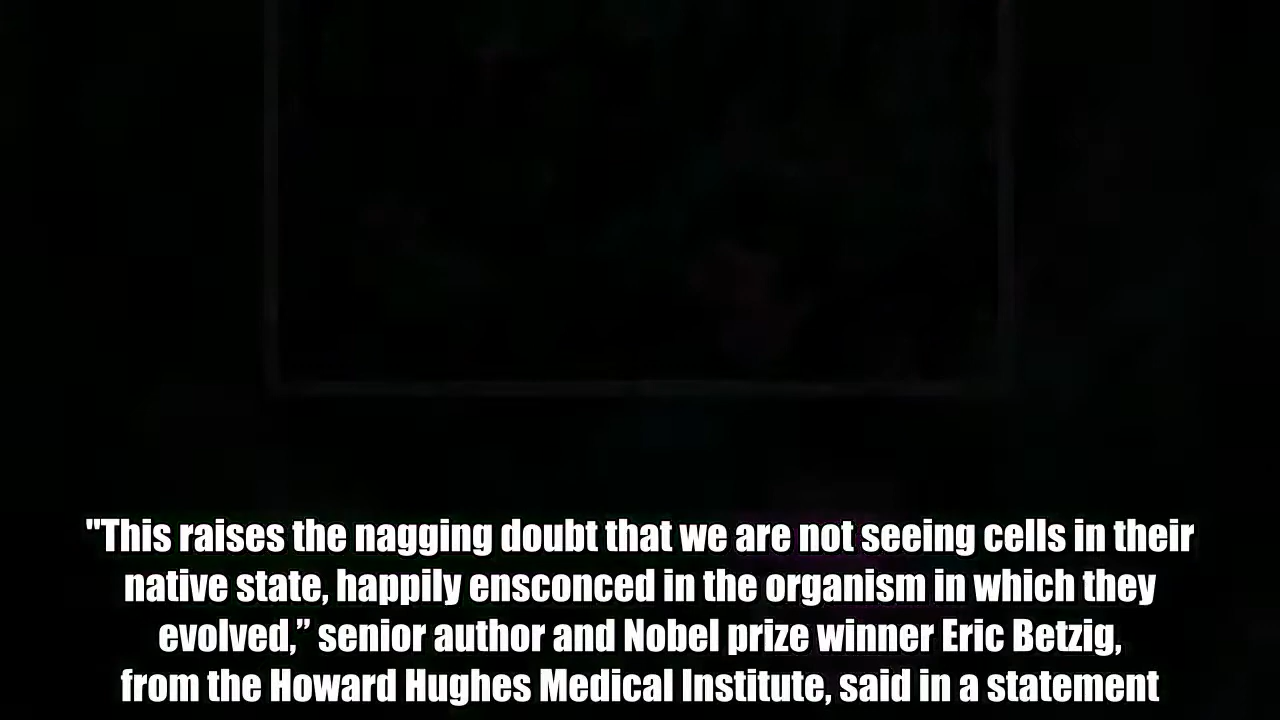 "This raises the nagging doubt that we are not seeing cells in their
native state, happily ensconced in the organism in which they
evolved,” senior author and Nobel prize winner Eric Betzig,
from the Howard Hughes Medical Institute, said in a statement